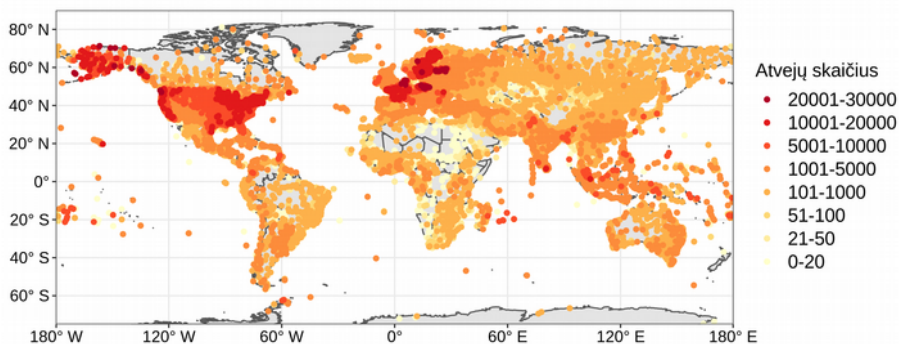 80° N
60° N
40° N
20° N
0°
20° S
40° S
60° S
180° W 120° W 60° W 0° 60° E 120° E 180° E
Atvejų skaičius
20001-30000
10001-20000
5001-10000
1001-5000
101-1000
51-100
21-50
0-20